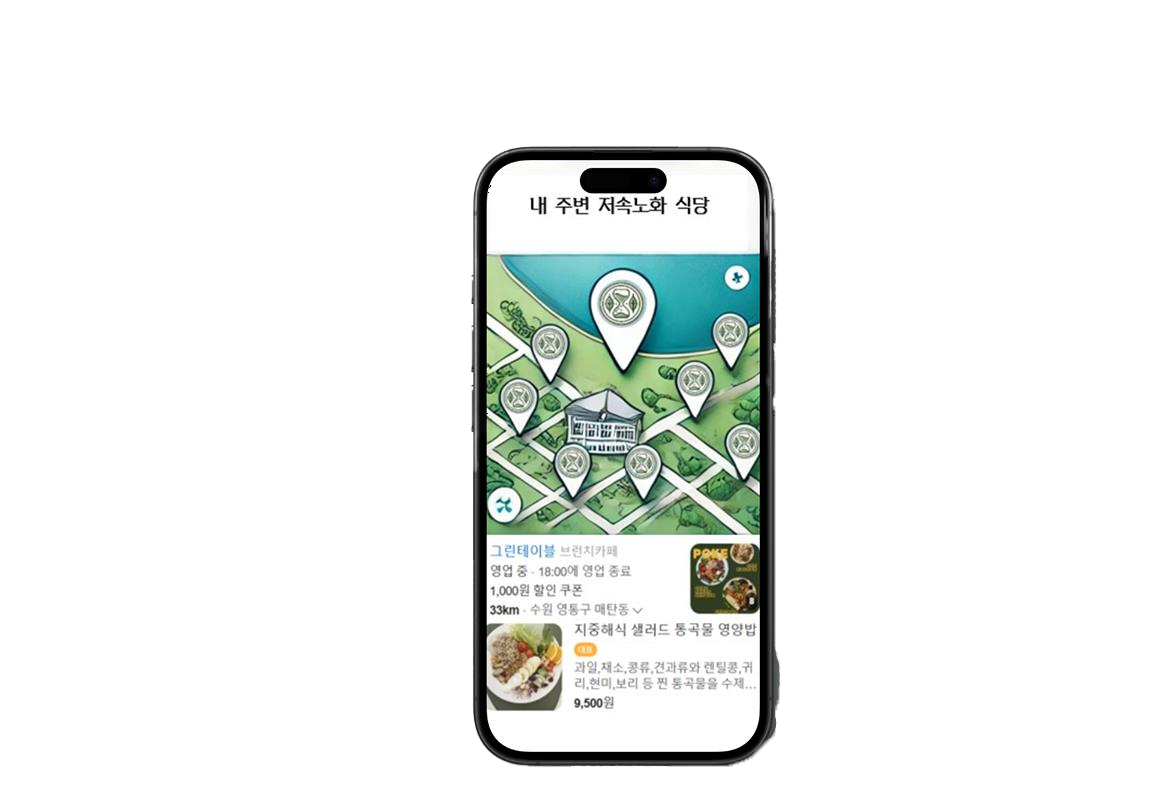 내 주변 저속노화 식당
그린테이블 브런치카페
영업 중 · 18:00에 영업 종료
1,000원 할인 쿠폰
33km · 수원 영통구 매탄동
POKE
8
지중해식 샐러드 통곡물 영양밥
대표
과일,채소,콩류,견과류와 렌틸콩,귀
리,현미,보리 등 찐 통곡물을 수제...
9,500원